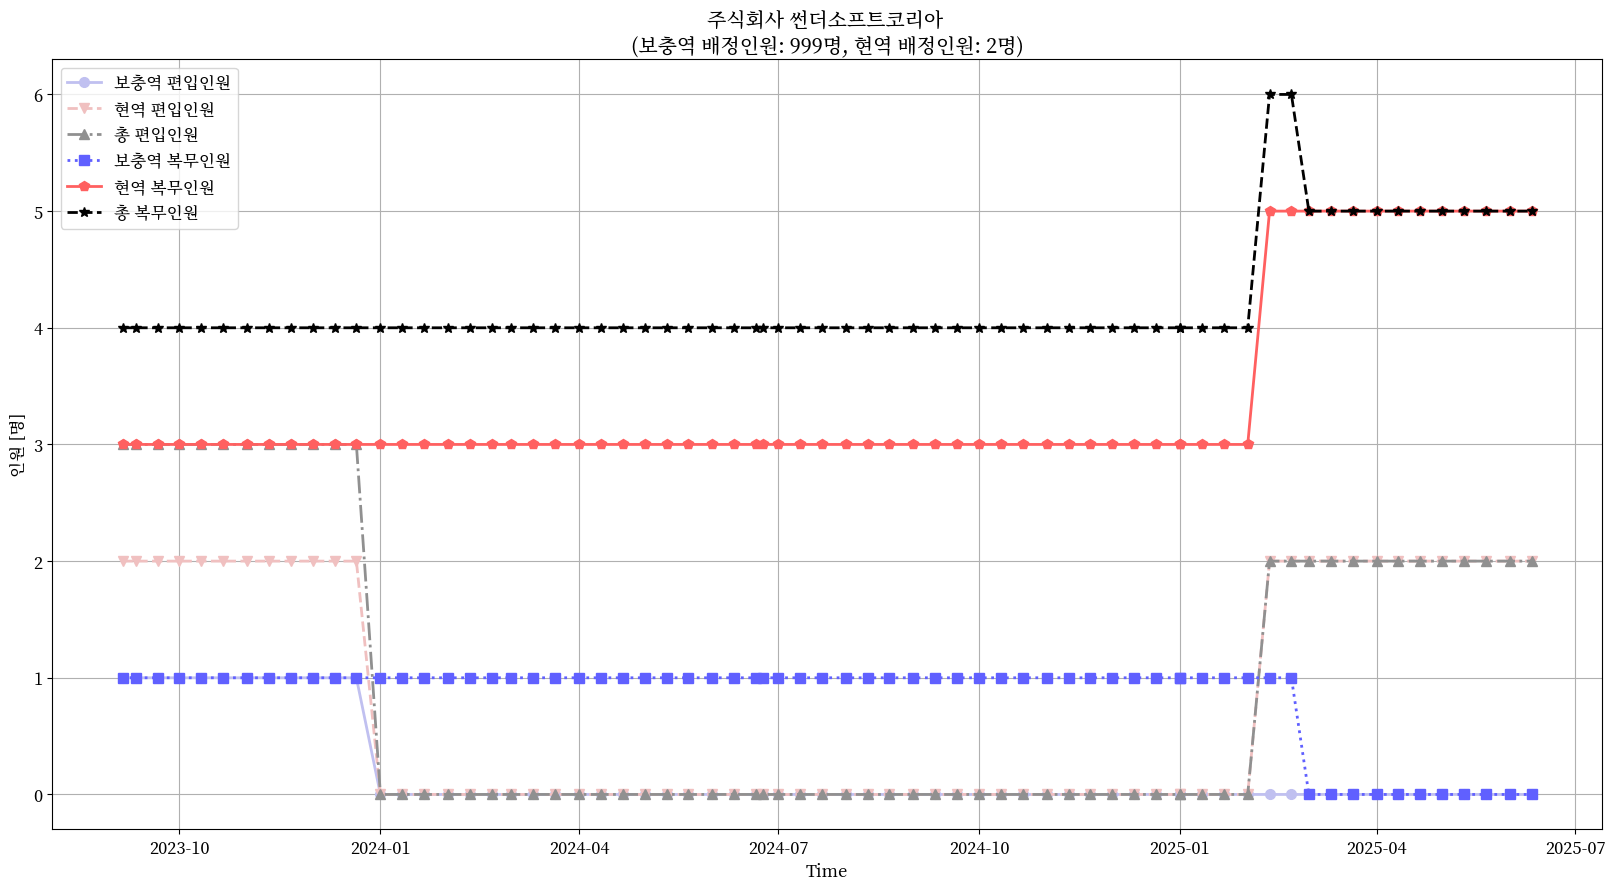 주식회사 썬더소프트코리아
(보충역 배정인원: 999명, 현역 배정인원: 2명)
보충역 편입인원
현역 편입인원
총 편입인원
보충역 복무인원
현역 복무인원
총 복무인원
인원 [명]
6
5
4
3
2
1
0
2023-10
2024-01
2024-04
2024-07
2024-10
2025-01
2025-04
2025-07
Time